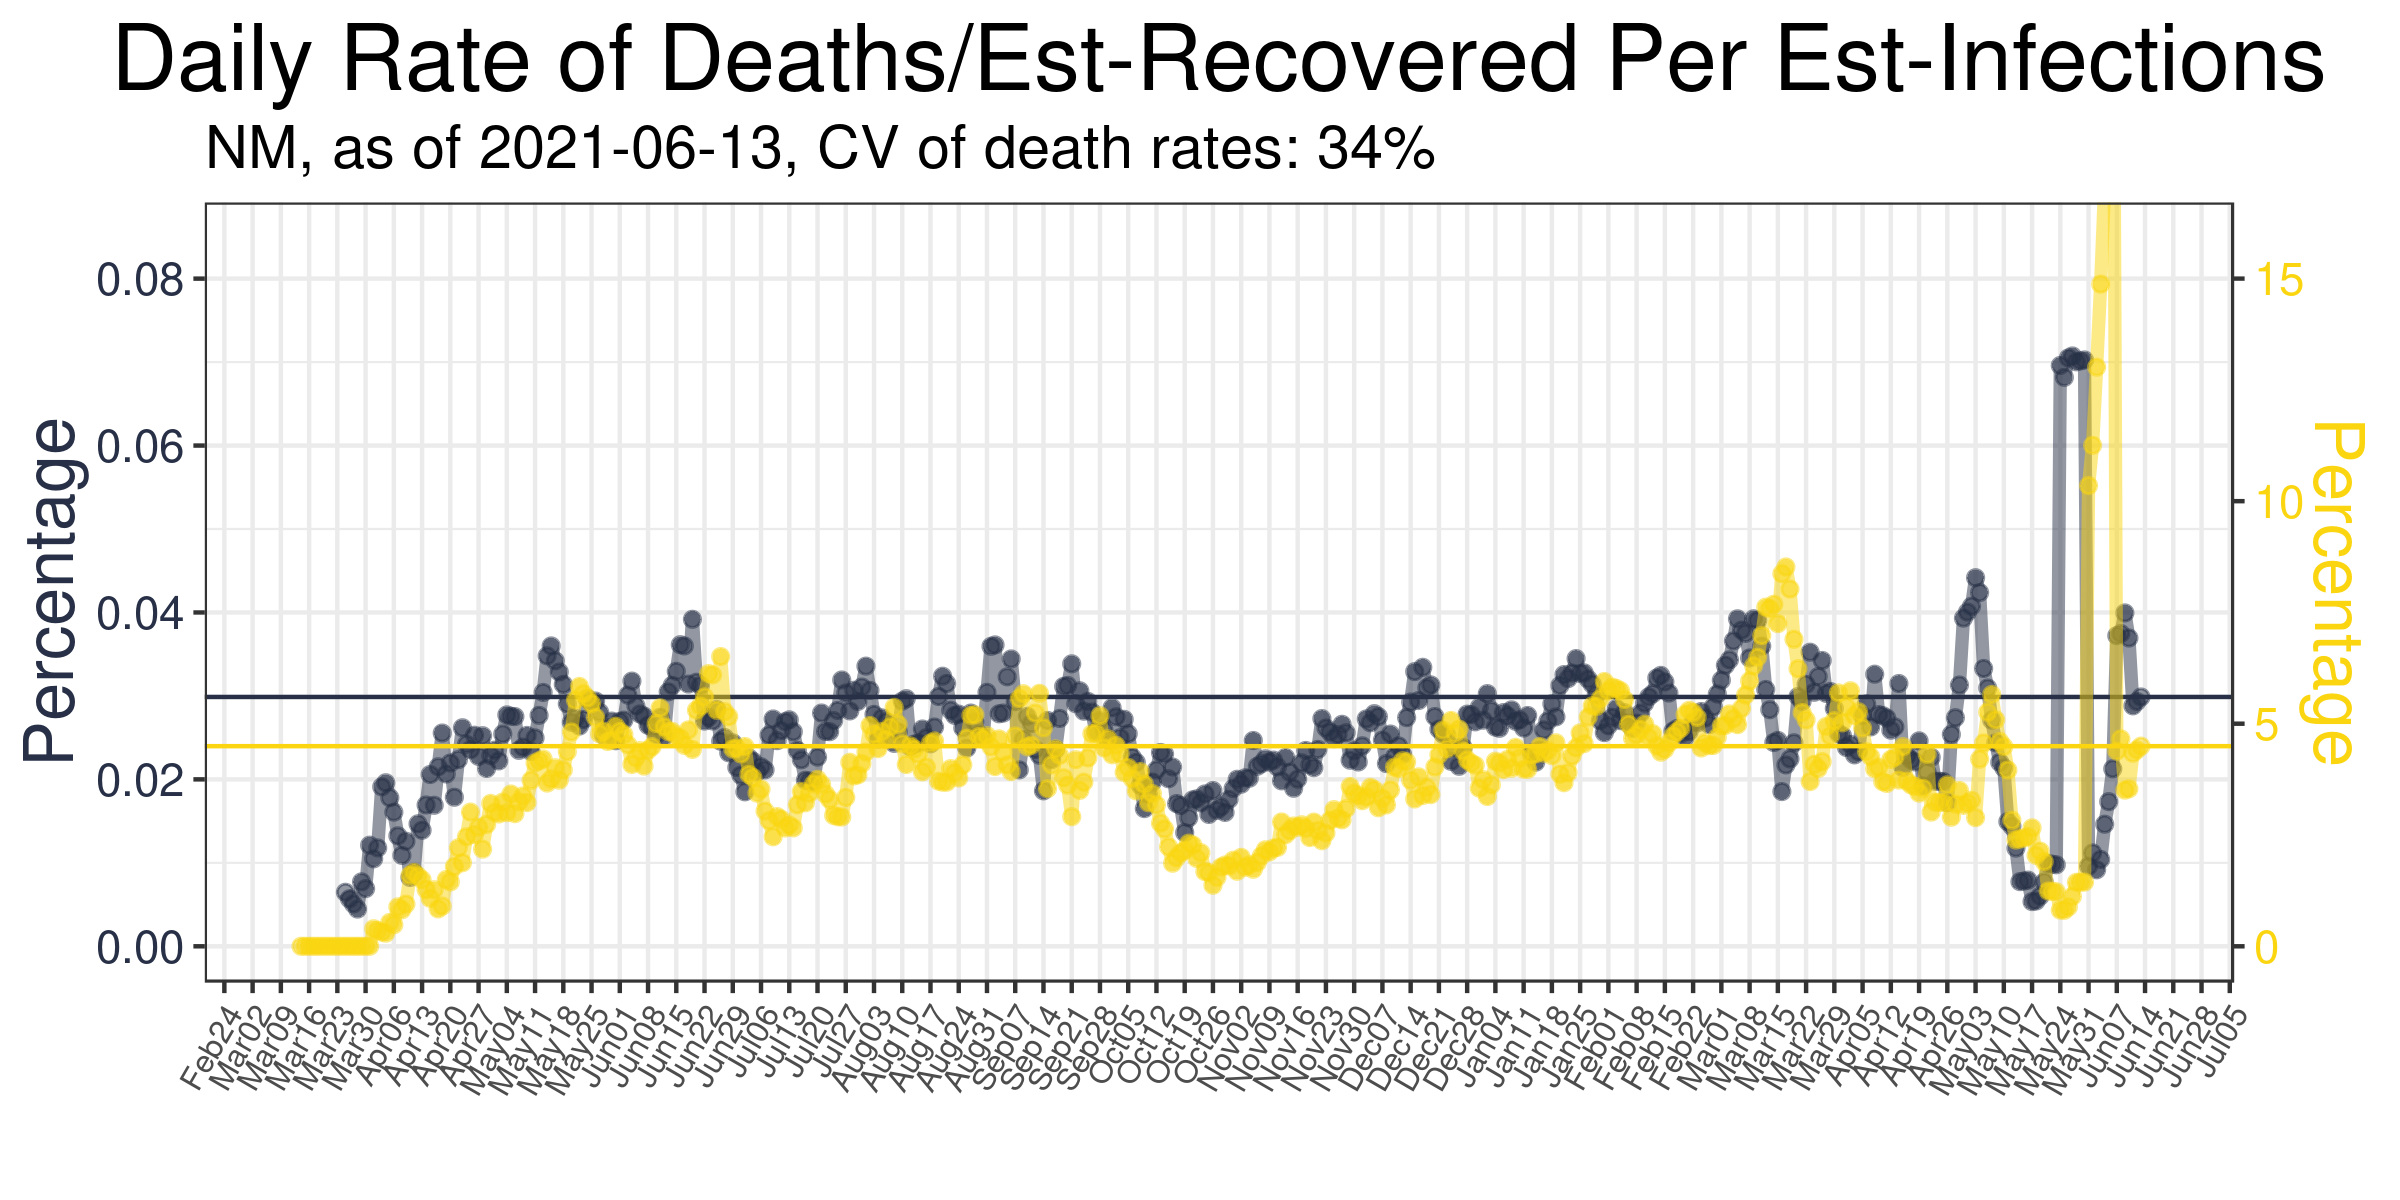 Daily Rate of Deaths/Est-Recovered Per Est-Infections
NM, as of 2021-06-13, CV of death rates: 34%
Percentage
0.08
0.06
0.04
0.02
0.00
15
10
5
0
Percentage
Feb24
Mar02
Mar09
Mar16
Mar23
Mar30
Apr06
Apr13
Apr20
Apr27
May04
May11
May18
May25
Jun01
Jun08
Jun15
Jun22
Jun29
Jul06
Jul13
Jul20
Jul27
Aug03
Aug10
Aug17
Aug24
Aug31
Sep07
Sep14
Sep21
Sep28
Oct05
Oct12
Oct19
Oct26
Nov02
Nov09
Nov16
Nov23
Nov30
Dec07
Dec14
Dec21
Dec28
Jan04
Jan11
Jan18
Jan25
Feb01
Feb08
Feb15
Feb22
Mar01
Mar08
Mar15
Mar22
Mar29
Apr05
Apr12
Apr19
Apr26
May03
May10
May17
May24
May31
Jun07
Jun14
Jun21
Jun28
Jul05